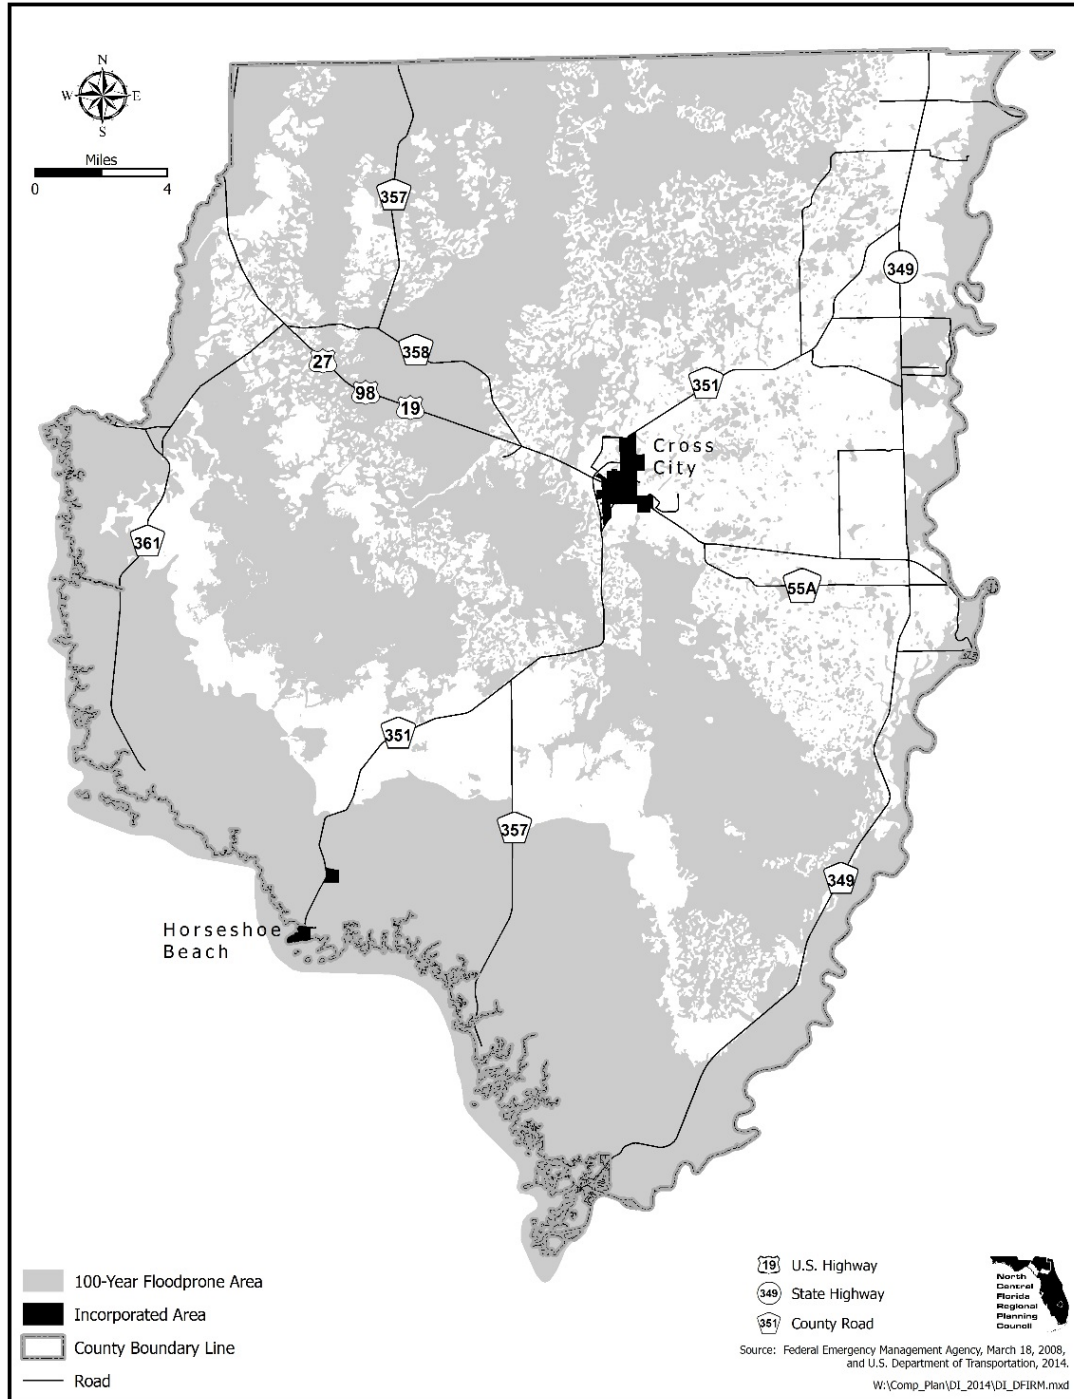 N
W E
S
Miles
0 4
357
349
358
27
98
19
351
Cross
City
361
55A
351
357
349
Horseshoe
Beach
100-Year Floodprone Area
Incorporated Area
County Boundary Line
Road
19 U.S. Highway
349 State Highway
351 County Road
North
Central
Florida
Regional
Planning
Council
Source: Federal Emergency Management Agency, March 18, 2008,
and U.S. Department of Transportation, 2014.
W:\Comp_Plan\DI_2014\DI_DFIRM.mxd